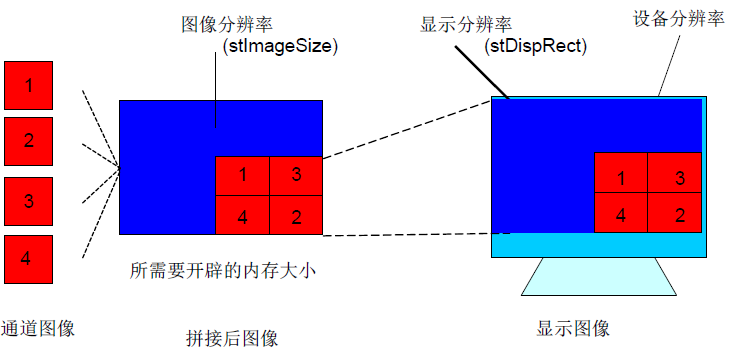 图像分辨率
(stImageSize)
显示分辨率
(stDispRect)
设备分辨率
1
2
3
4
1 3
4 2
1 3
4 2
所需要开辟的内存大小
通道图像
拼接后图像
显示图像